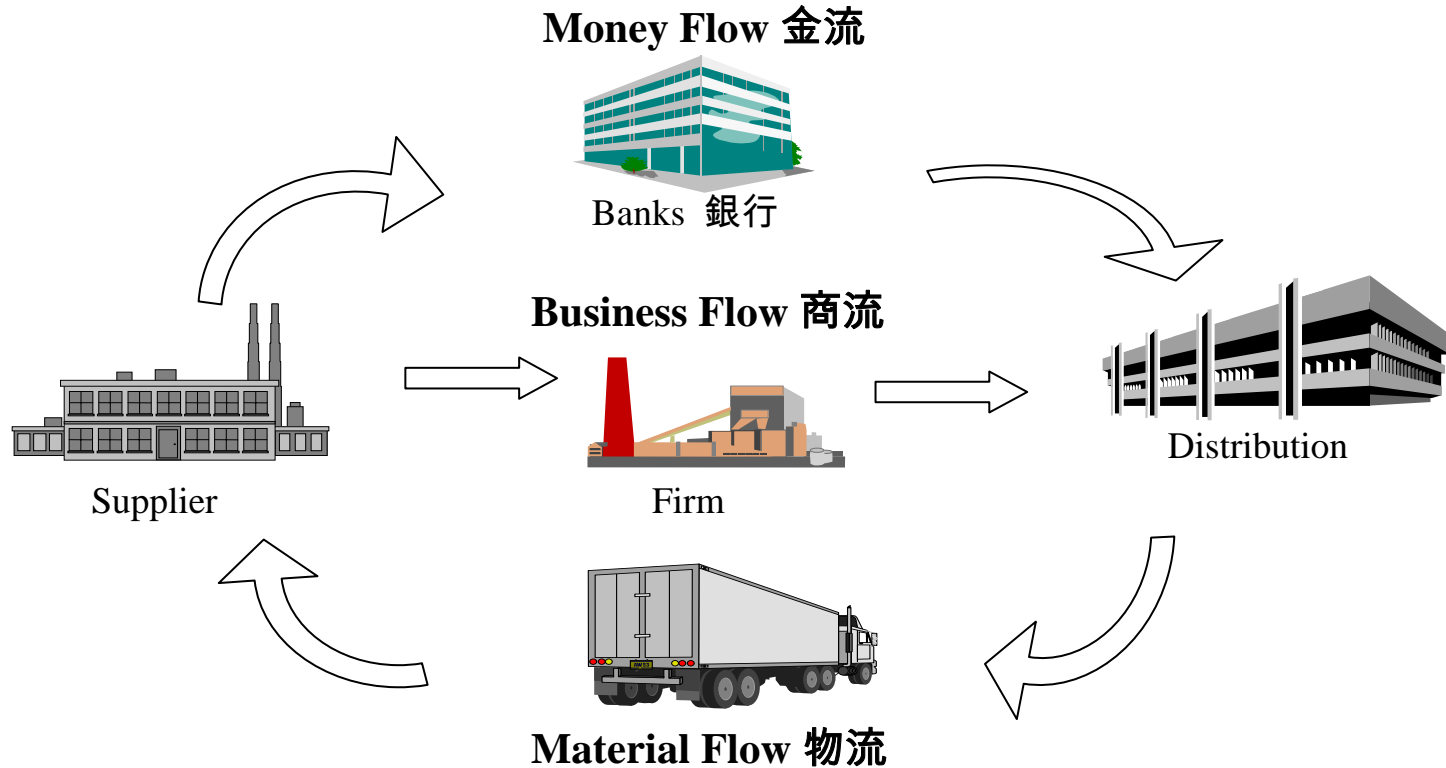 Money Flow 金流
Banks 銀行
Business Flow 商流
Supplier
Firm
Distribution
Material Flow 物流